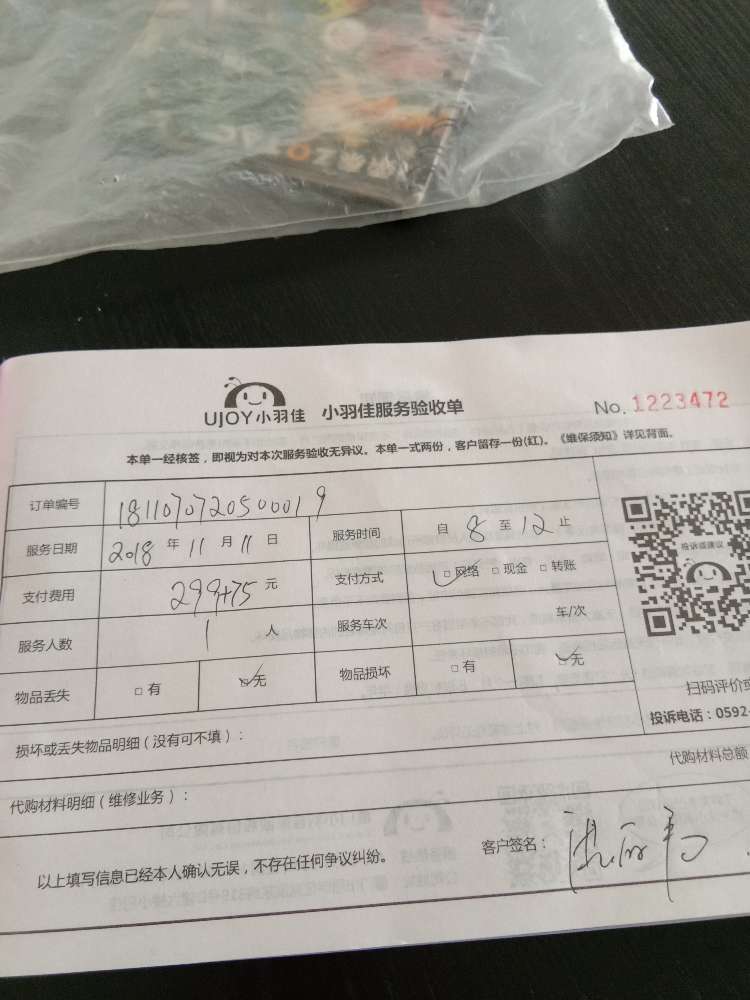 UJOY小羽佳 小羽佳服务验收单 No. 1223472
本单一经核签，即视为对本次服务验收无异议。本单一式两份，客户留存一份(红)。《维保须知》详见背面。
订单编号 181107072050001 9
服务日期 2018 年 11 月 11 日 服务时间 自 8 至 12 止
投诉或建议
支付费用 299+75 元 支付方式 □网络 □现金 □转账
服务人数 1 人 服务车次 车/次
物品丢失 □有 □无 物品损坏 □有 □无
扫码评价或
投诉电话：0592-
损坏或丢失物品明细（没有可不填）：
代购材料总额
代购材料明细（维修业务）：
以上填写信息已经本人确认无误，不存在任何争议纠纷。 客户签名：